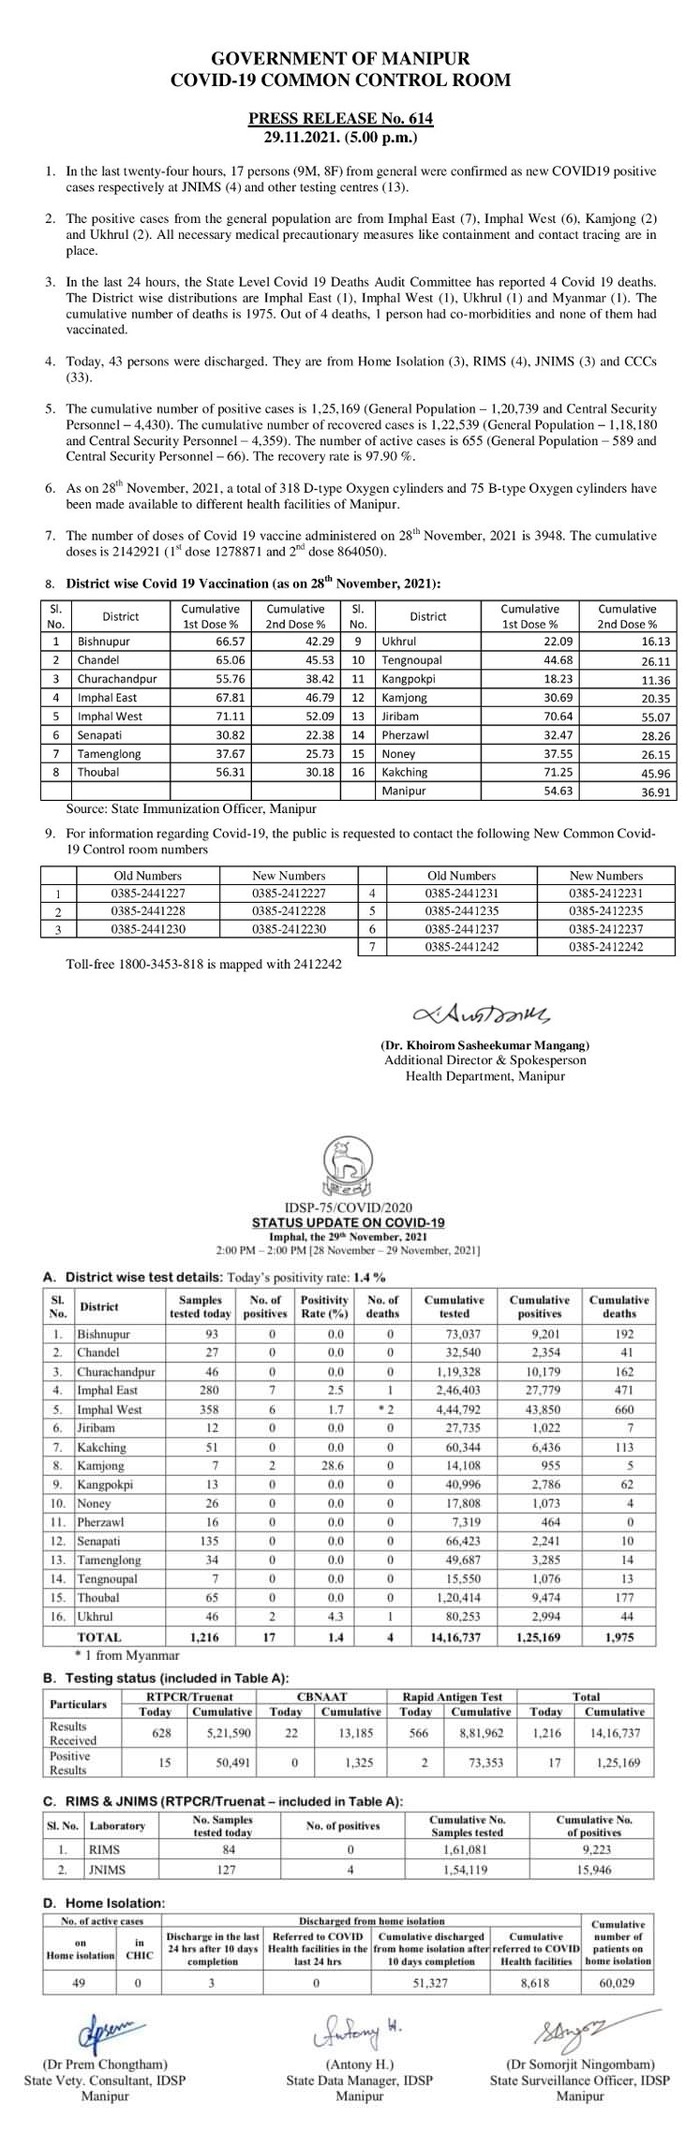 GOVERNMENT OF MANIPUR
COVID-19 COMMON CONTROL ROOM
PRESS RELEASE No. 614
29.11.2021. (5.00 p.m.)
1. In the last twenty-four hours, 17 persons (9M, 8F) from general were confirmed as new COVID19 positive
cases respectively at JNIMS (4) and other testing centres (13).
2. The positive cases from the general population are from Imphal East (7), Imphal West (6), Kamjong (2)
and Ukhrul (2). All necessary medical precautionary measures like containment and contact tracing are in
place.
3. In the last 24 hours, the State Level Covid 19 Deaths Audit Committee has reported 4 Covid 19 deaths.
The District wise distributions are Imphal East (1), Imphal West (1), Ukhrul (1) and Myanmar (1). The
cumulative number of deaths is 1975. Out of 4 deaths, 1 person had co-morbidities and none of them had
vaccinated.
4. Today, 43 persons were discharged. They are from Home Isolation (3), RIMS (4), JNIMS (3) and CCCs
(33).
5. The cumulative number of positive cases is 1,25,169 (General Population – 1,20,739 and Central Security
Personnel – 4,430). The cumulative number of recovered cases is 1,22,539 (General Population – 1,18,180
and Central Security Personnel – 4,359). The number of active cases is 655 (General Population – 589 and
Central Security Personnel – 66). The recovery rate is 97.90 %.
6. As on 28th November, 2021, a total of 318 D-type Oxygen cylinders and 75 B-type Oxygen cylinders have
been made available to different health facilities of Manipur.
7. The number of doses of Covid 19 vaccine administered on 28th November, 2021 is 3948. The cumulative
doses is 2142921 (1st dose 1278871 and 2nd dose 864050).
8. District wise Covid 19 Vaccination (as on 28th November, 2021):
Sl. No. District Cumulative 1st Dose % Cumulative 2nd Dose % Sl. No. District Cumulative 1st Dose % Cumulative 2nd Dose %
1 Bishnupur 66.57 42.29 9 Ukhrul 22.09 16.13
2 Chandel 65.06 45.53 10 Tengnoupal 44.68 26.11
3 Churachandpur 55.76 38.42 11 Kangpokpi 18.23 11.36
4 Imphal East 67.81 46.79 12 Kamjong 30.69 20.35
5 Imphal West 71.11 52.09 13 Jiribam 70.64 55.07
6 Senapati 30.82 22.38 14 Pherzawl 32.47 28.26
7 Tamenglong 37.67 25.73 15 Noney 37.55 26.15
8 Thoubal 56.31 30.18 16 Kakching 71.25 45.96
Manipur 54.63 36.91
Source: State Immunization Officer, Manipur
9. For information regarding Covid-19, the public is requested to contact the following New Common Covid-
19 Control room numbers
Old Numbers New Numbers Old Numbers New Numbers
1 0385-2441227 0385-2412227 4 0385-2441231 0385-2412231
2 0385-2441228 0385-2412228 5 0385-2441235 0385-2412235
3 0385-2441230 0385-2412230 6 0385-2441237 0385-2412237
7 0385-2441242 0385-2412242
Toll-free 1800-3453-818 is mapped with 2412242
(Dr. Khoirom Sasheekumar Mangang)
Additional Director & Spokesperson
Health Department, Manipur
IDSP-75/COVID/2020
STATUS UPDATE ON COVID-19
Imphal, the 29th November, 2021
2:00 PM – 2:00 PM [28 November – 29 November, 2021]
A. District wise test details: Today's positivity rate: 1.4 %
Sl. No. District Samples tested today No. of positives Positivity Rate (%) No. of deaths Cumulative tested Cumulative positives Cumulative deaths
1. Bishnupur 93 0 0.0 0 73,037 9,201 192
2. Chandel 27 0 0.0 0 32,540 2,354 41
3. Churachandpur 46 0 0.0 0 1,19,328 10,179 162
4. Imphal East 280 7 2.5 1 2,46,403 27,779 471
5. Imphal West 358 6 1.7 * 2 4,44,792 43,850 660
6. Jiribam 12 0 0.0 0 27,735 1,022 7
7. Kakching 51 0 0.0 0 60,344 6,436 113
8. Kamjong 7 2 28.6 0 14,108 955 5
9. Kangpokpi 13 0 0.0 0 40,996 2,786 62
10. Noney 26 0 0.0 0 17,808 1,073 4
11. Pherzawl 16 0 0.0 0 7,319 464 0
12. Senapati 135 0 0.0 0 66,423 2,241 10
13. Tamenglong 34 0 0.0 0 49,687 3,285 14
14. Tengnoupal 7 0 0.0 0 15,550 1,076 13
15. Thoubal 65 0 0.0 0 1,20,414 9,474 177
16. Ukhrul 46 2 4.3 1 80,253 2,994 44
TOTAL 1,216 17 1.4 4 14,16,737 1,25,169 1,975
* 1 from Myanmar
B. Testing status (included in Table A):
Particulars RTPCR/Truenat CBNAAT Rapid Antigen Test Total
Today Cumulative Today Cumulative Today Cumulative Today Cumulative
Results Received 628 5,21,590 22 13,185 566 8,81,962 1,216 14,16,737
Positive Results 15 50,491 0 1,325 2 73,353 17 1,25,169
C. RIMS & JNIMS (RTPCR/Truenat – included in Table A):
Sl. No. Laboratory No. Samples tested today No. of positives Cumulative No. Samples tested Cumulative No. of positives
1. RIMS 84 0 1,61,081 9,223
2. JNIMS 127 4 1,54,119 15,946
D. Home Isolation:
No. of active cases Discharged from home isolation Cumulative number of patients on home isolation
on Home isolation in CHIC Discharge in the last 24 hrs after 10 days completion Referred to COVID Health facilities in the last 24 hrs Cumulative discharged from home isolation after 10 days completion Cumulative referred to COVID Health facilities
49 0 3 0 51,327 8,618 60,029
Antony H.
(Dr Prem Chongtham) (Antony H.) (Dr Somorjit Ningombam)
State Vety. Consultant, IDSP State Data Manager, IDSP State Surveillance Officer, IDSP
Manipur Manipur Manipur